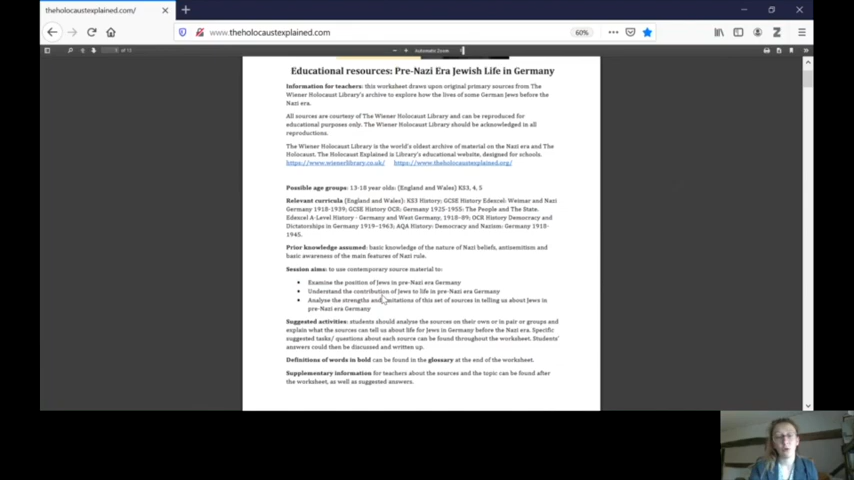 theholocaustexplained.org/
www.theholocaustexplained.org/
60%
of 13
Automatic Zoom
Educational resources: Pre-Nazi Era Jewish Life in Germany
Information for teachers: this worksheet draws upon original primary sources from The
Wiener Holocaust Library's archive to explore how the lives of some German Jews before the
Nazi era.
All sources are courtesy of The Wiener Holocaust Library and can be reproduced for
educational purposes only. The Wiener Holocaust Library should be acknowledged in all
reproductions.
The Wiener Holocaust Library is the world's oldest archive of material on the Nazi era and The
Holocaust. The Holocaust Explained is Library's educational website, designed for schools.
https://www.wienerlibrary.co.uk/ https://www.theholocaustexplained.org/
Possible age groups: 13-18 year olds: (England and Wales) KS3, 4, 5
Relevant curricula (England and Wales): KS3 History; GCSE History Edexcel: Weimar and Nazi
Germany 1918-1939; GCSE History OCR: Germany 1925-1955: The People and The State.
Edexcel A-Level History - Germany and West Germany, 1918-89; OCR History Democracy and
Dictatorships in Germany 1919-1963; AQA History: Democracy and Nazism: Germany 1918-
1945.
Prior knowledge assumed: basic knowledge of the nature of Nazi beliefs, antisemitism and
basic awareness of the main features of Nazi rule.
Session aims: to use contemporary source material to:
• Examine the position of Jews in pre-Nazi era Germany
• Understand the contribution of Jews to life in pre-Nazi era Germany
• Analyse the strengths and limitations of this set of sources in telling us about Jews in
pre-Nazi era Germany
Suggested activities: students should analyse the sources on their own or in pair or groups and
explain what the sources can tell us about life for Jews in Germany before the Nazi era. Specific
suggested tasks/ questions about each source can be found throughout the worksheet. Students'
answers could then be discussed and written up.
Definitions of words in bold can be found in the glossary at the end of the worksheet.
Supplementary information for teachers about the sources and the topic can be found after
the worksheet, as well as suggested answers.